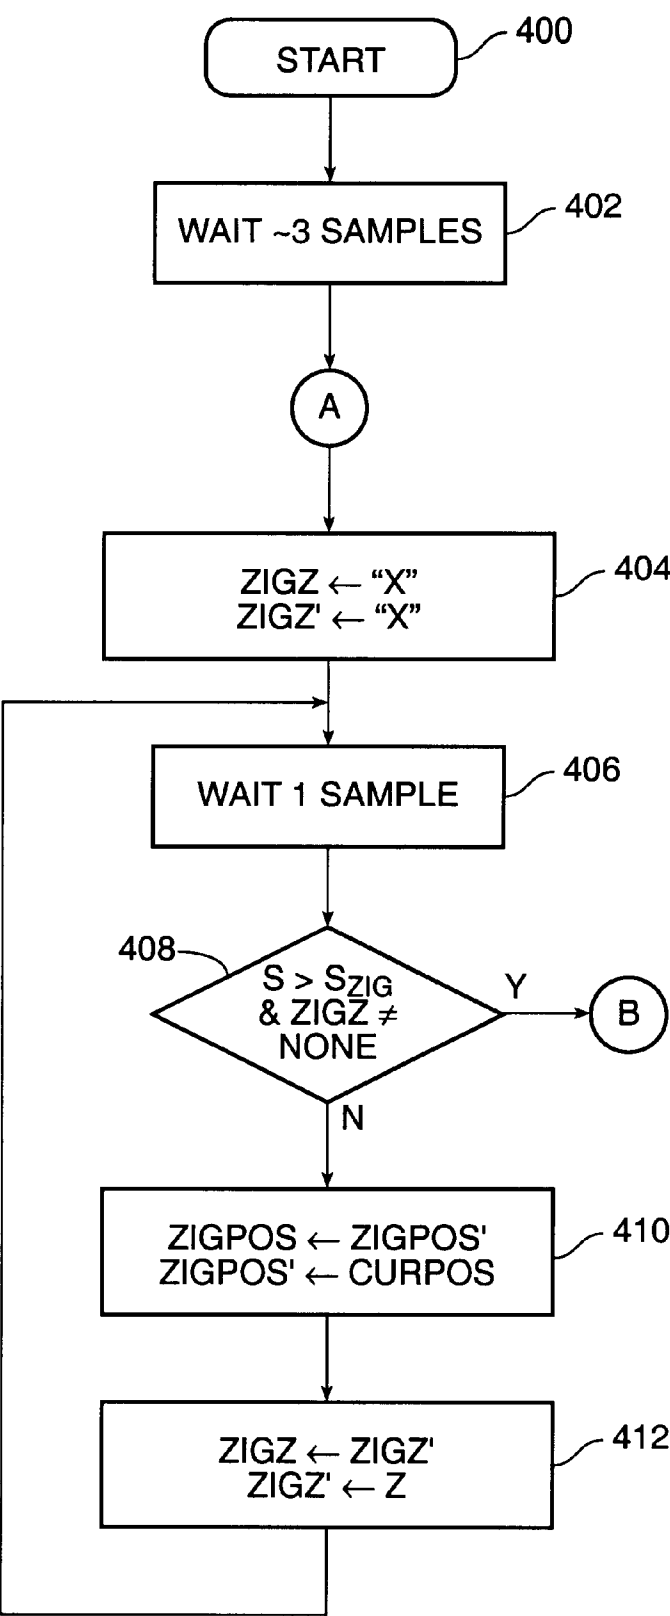 START
400
WAIT ~3 SAMPLES
402
A
ZIGZ ← “X”
ZIGZ' ← “X”
404
WAIT 1 SAMPLE
406
408
S > SZIG
& ZIGZ ≠
NONE
Y
B
N
ZIGPOS ← ZIGPOS'
ZIGPOS' ← CURPOS
410
ZIGZ ← ZIGZ'
ZIGZ' ← Z
412